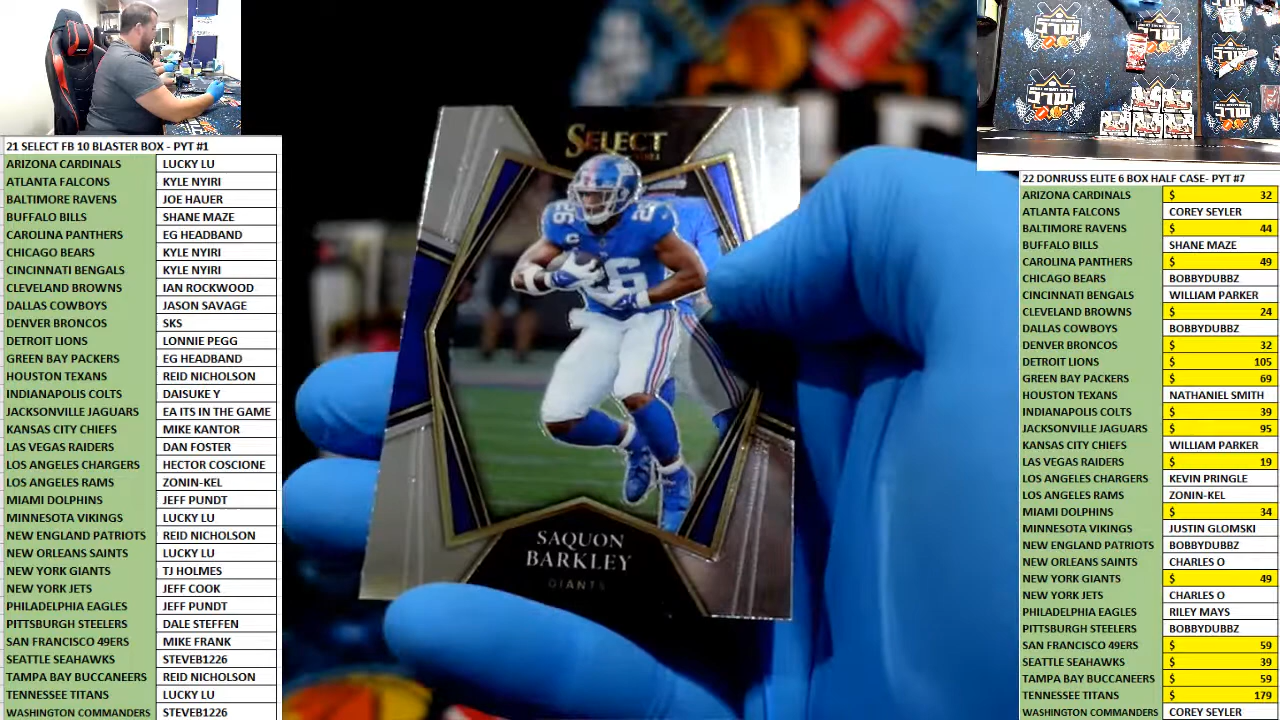 21 SELECT FB 10 BLASTER BOX - PYT #1
ARIZONA CARDINALS LUCKY LU
ATLANTA FALCONS KYLE NYIRI
BALTIMORE RAVENS JOE HAUER
BUFFALO BILLS SHANE MAZE
CAROLINA PANTHERS EG HEADBAND
CHICAGO BEARS KYLE NYIRI
CINCINNATI BENGALS KYLE NYIRI
CLEVELAND BROWNS IAN ROCKWOOD
DALLAS COWBOYS JASON SAVAGE
DENVER BRONCOS SKS
DETROIT LIONS LONNIE PEGG
GREEN BAY PACKERS EG HEADBAND
HOUSTON TEXANS REID NICHOLSON
INDIANAPOLIS COLTS DAISUKE Y
JACKSONVILLE JAGUARS EA ITS IN THE GAME
KANSAS CITY CHIEFS MIKE KANTOR
LAS VEGAS RAIDERS DAN FOSTER
LOS ANGELES CHARGERS HECTOR COSCIONE
LOS ANGELES RAMS ZONIN-KEL
MIAMI DOLPHINS JEFF PUNDT
MINNESOTA VIKINGS LUCKY LU
NEW ENGLAND PATRIOTS REID NICHOLSON
NEW ORLEANS SAINTS LUCKY LU
NEW YORK GIANTS TJ HOLMES
NEW YORK JETS JEFF COOK
PHILADELPHIA EAGLES JEFF PUNDT
PITTSBURGH STEELERS DALE STEFFEN
SAN FRANCISCO 49ERS MIKE FRANK
SEATTLE SEAHAWKS STEVEB1226
TAMPA BAY BUCCANEERS REID NICHOLSON
TENNESSEE TITANS LUCKY LU
WASHINGTON COMMANDERS STEVEB1226
SELECT
26
26
C
SAQUON
BARKLEY
GIANTS
22 DONRUSS ELITE 6 BOX HALF CASE- PYT #7
ARIZONA CARDINALS $ 32
ATLANTA FALCONS COREY SEYLER
BALTIMORE RAVENS $ 44
BUFFALO BILLS SHANE MAZE
CAROLINA PANTHERS $ 49
CHICAGO BEARS BOBBYDUBBZ
CINCINNATI BENGALS WILLIAM PARKER
CLEVELAND BROWNS $ 24
DALLAS COWBOYS BOBBYDUBBZ
DENVER BRONCOS $ 32
DETROIT LIONS $ 105
GREEN BAY PACKERS $ 69
HOUSTON TEXANS NATHANIEL SMITH
INDIANAPOLIS COLTS $ 39
JACKSONVILLE JAGUARS $ 95
KANSAS CITY CHIEFS WILLIAM PARKER
LAS VEGAS RAIDERS $ 19
LOS ANGELES CHARGERS KEVIN PRINGLE
LOS ANGELES RAMS ZONIN-KEL
MIAMI DOLPHINS $ 34
MINNESOTA VIKINGS JUSTIN GLOMSKI
NEW ENGLAND PATRIOTS BOBBYDUBBZ
NEW ORLEANS SAINTS CHARLES O
NEW YORK GIANTS $ 49
NEW YORK JETS CHARLES O
PHILADELPHIA EAGLES RILEY MAYS
PITTSBURGH STEELERS BOBBYDUBBZ
SAN FRANCISCO 49ERS $ 59
SEATTLE SEAHAWKS $ 39
TAMPA BAY BUCCANEERS $ 59
TENNESSEE TITANS $ 179
WASHINGTON COMMANDERS COREY SEYLER